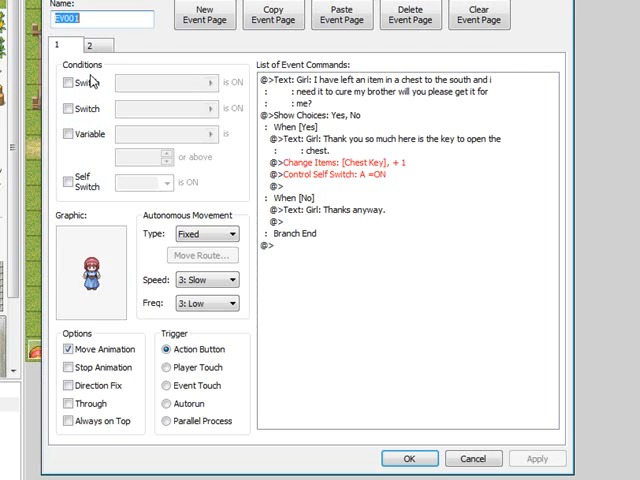 Name:
EV001
New
Event Page
Copy
Event Page
Paste
Event Page
Delete
Event Page
Clear
Event Page
1
2
Conditions
Switch
is ON
Switch
is ON
Variable
is
or above
Self
Switch
is ON
Graphic:
Autonomous Movement
Type:
Fixed
Move Route...
Speed:
3: Slow
Freq:
3: Low
Options
Move Animation
Stop Animation
Direction Fix
Through
Always on Top
Trigger
Action Button
Player Touch
Event Touch
Autorun
Parallel Process
List of Event Commands:
@>Text: Girl: I have left an item in a chest to the south and i
: : need it to cure my brother will you please get it for
: : me?
@>Show Choices: Yes, No
: When [Yes]
@>Text: Girl: Thank you so much here is the key to open the
: : chest.
@>Change Items: [Chest Key], + 1
@>Control Self Switch: A =ON
@>
: When [No]
@>Text: Girl: Thanks anyway.
@>
: Branch End
@>
OK
Cancel
Apply